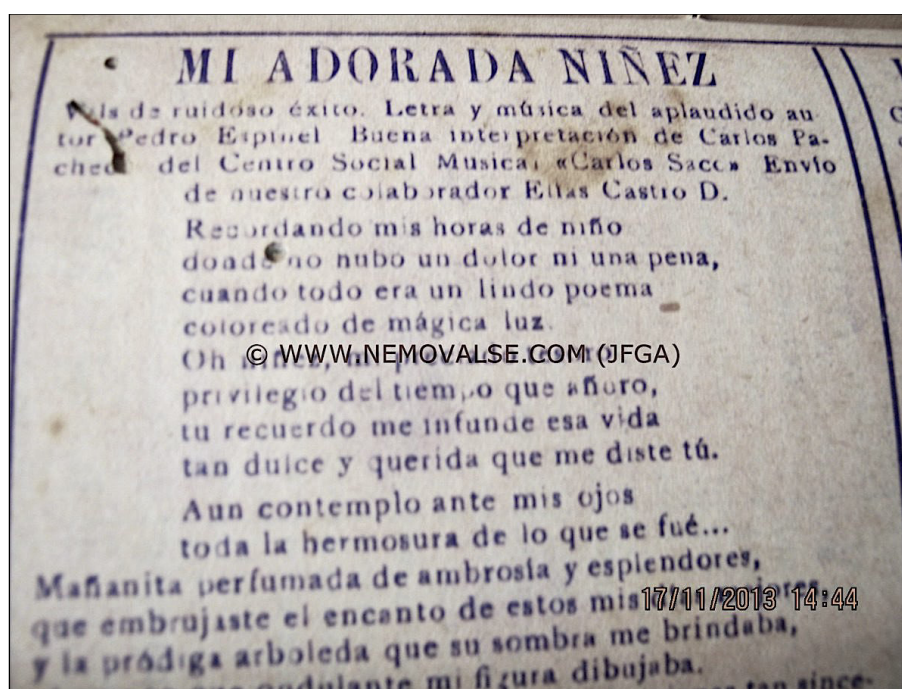 MI ADORADA NIÑEZ
Vals de ruidoso éxito. Letra y música del aplaudido au-
tor Pedro Espinel Buena interpretación de Carlos Pa-
checo del Centro Social Musical «Carlos Sacc» Envío
de nuestro colaborador Elías Castro D.
Recordando mis horas de niño
donde no hubo un dolor ni una pena,
cuando todo era un lindo poema
coloreado de mágica luz.
Oh niñez, mi
© WWW.NEMOVALSE.COM (JFGA)
privilegio del tiempo que añoro,
tu recuerdo me infunde esa vida
tan dulce y querida que me diste tú.
Aun contemplo ante mis ojos
toda la hermosura de lo que se fué...
Mañanita perfumada de ambrosía y esplendores,
que embrujaste el encanto de estos mis
17/11/2013 14:44
y la pródiga arboleda que su sombra me brindaba,
ondulante mi figura dibujaba.
tan since-